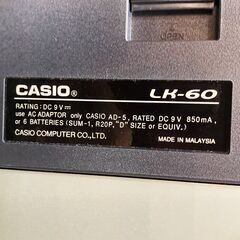 OPEN
CASIO® LK-60
RATING: DC 9V ⎓
use AC ADAPTOR only CASIO AD-5, RATED DC 9V 850mA,
or 6 BATTERIES (SUM-1, R20P, "D" SIZE or EQUIV.)
CASIO COMPUTER CO., LTD. MADE IN MALAYSIA